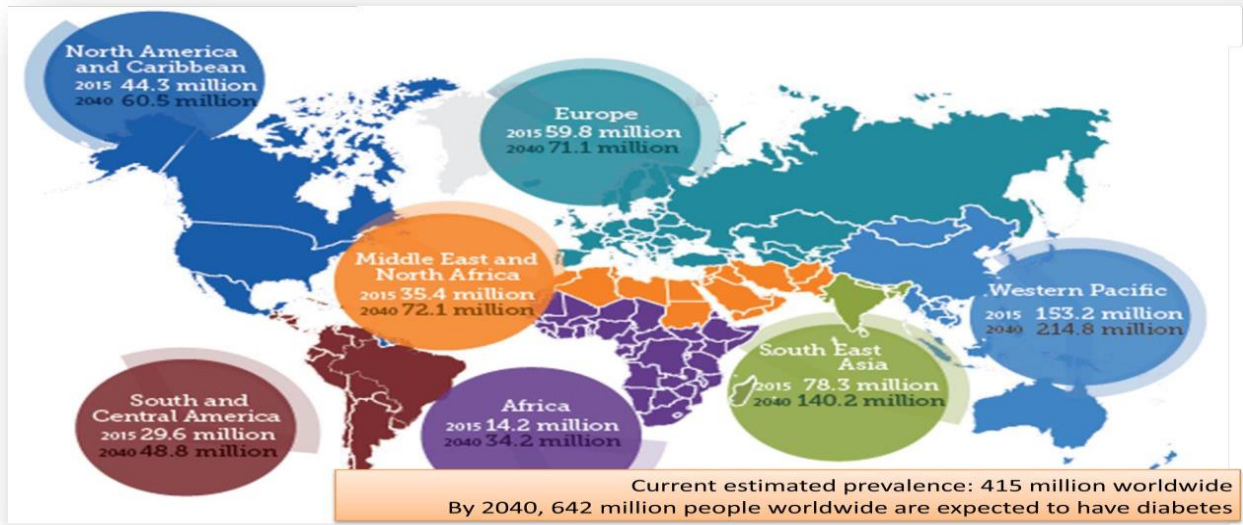 North America
and Caribbean
2015 44.3 million
2040 60.5 million
Europe
2015 59.8 million
2040 71.1 million
Middle East and
North Africa
2015 35.4 million
2040 72.1 million
Western Pacific
2015 153.2 million
2040 214.8 million
South East
Asia
2015 78.3 million
2040 140.2 million
South and
Central America
2015 29.6 million
2040 48.8 million
Africa
2015 14.2 million
2040 34.2 million
Current estimated prevalence: 415 million worldwide
By 2040, 642 million people worldwide are expected to have diabetes